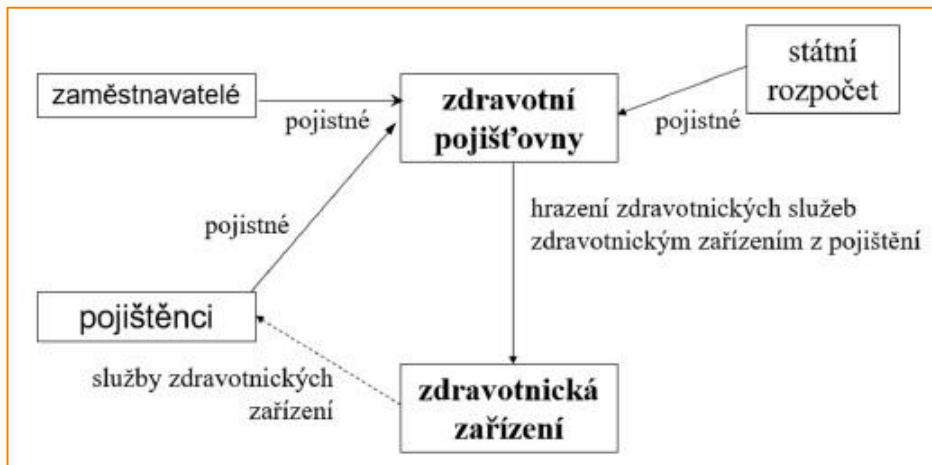 zaměstnavatelé
pojistné
zdravotní
pojišťovny
státní
rozpočet
pojistné
pojistné
hrazení zdravotnických služeb
zdravotnickým zařízením z pojištění
pojištěnci
služby zdravotnických
zařízení
zdravotnická
zařízení